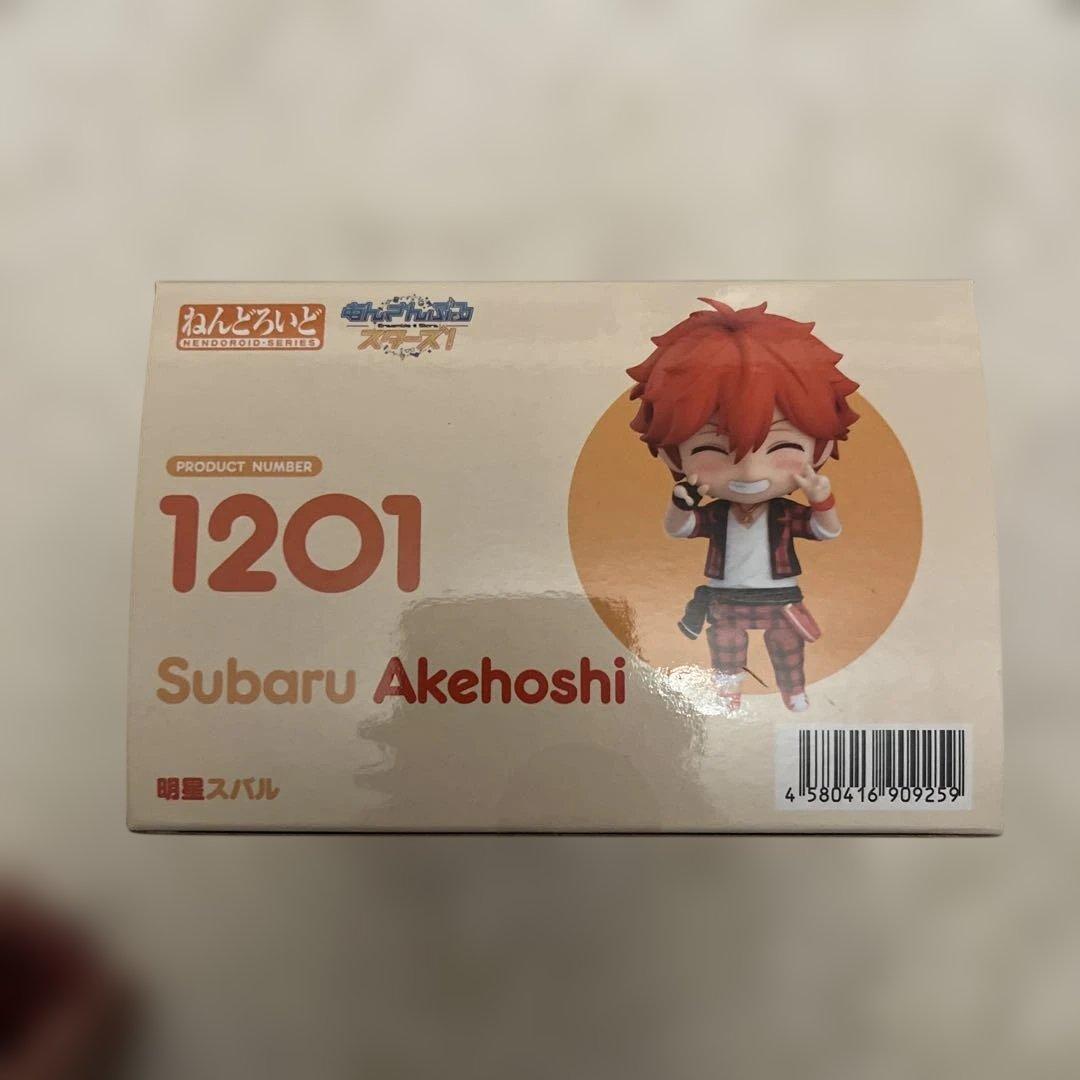 ねんどろいど
NENDOROID・SERIES
あんさんぶる
Ensemble Stars
スターズ!
PRODUCT NUMBER
1201
Subaru Akehoshi
明星スバル
4 580416 909259